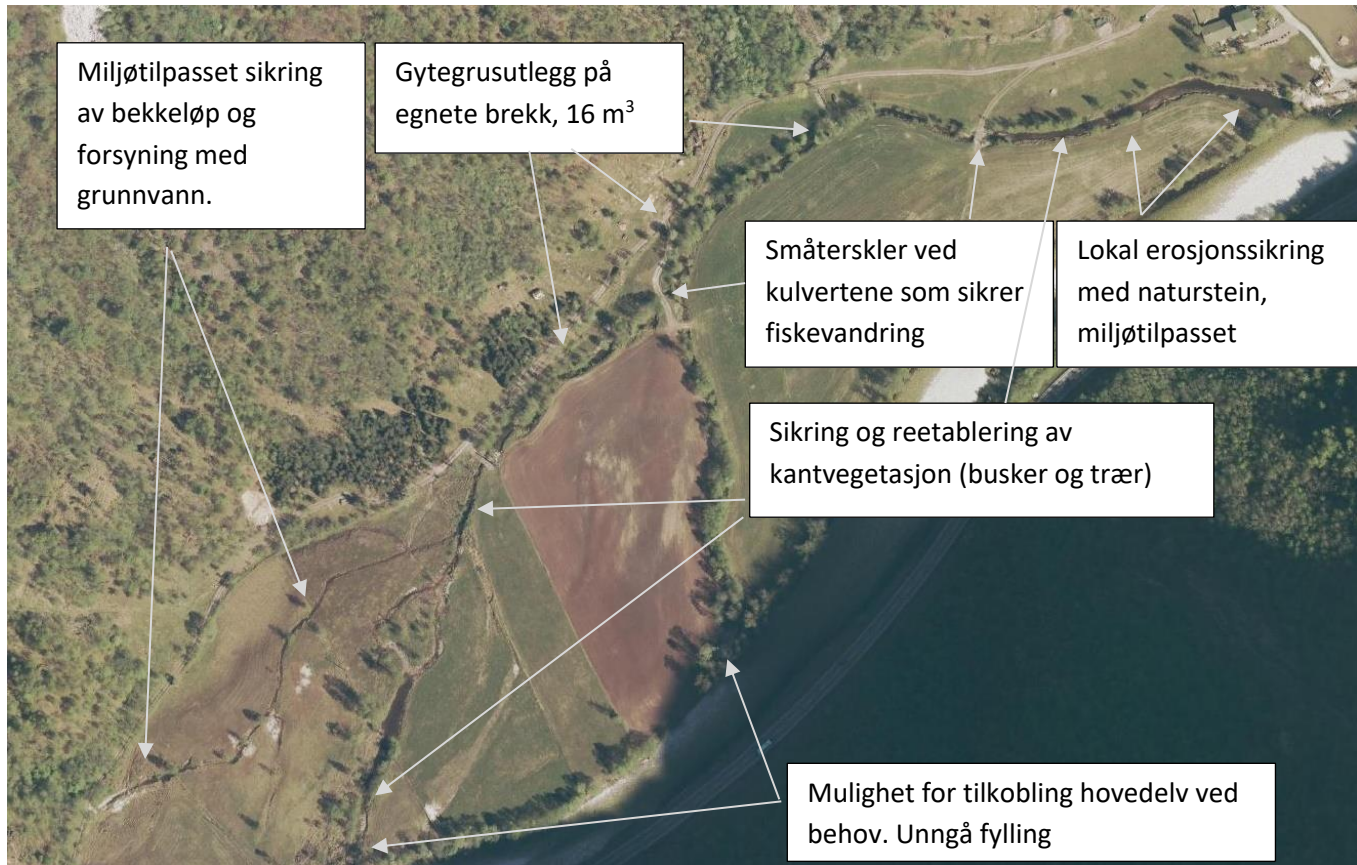 Miljøtilpasset sikring
av bekkeløp og
forsyning med
grunnvann.
Gytegrusutlegg på
egnete brekk, 16 m³
Småterskler ved
kulvertene som sikrer
fiskevandring
Lokal erosjonssikring
med naturstein,
miljøtilpasset
Sikring og reetablering av
kantvegetasjon (busker og trær)
Mulighet for tilkobling hovedelv ved
behov. Unngå fylling